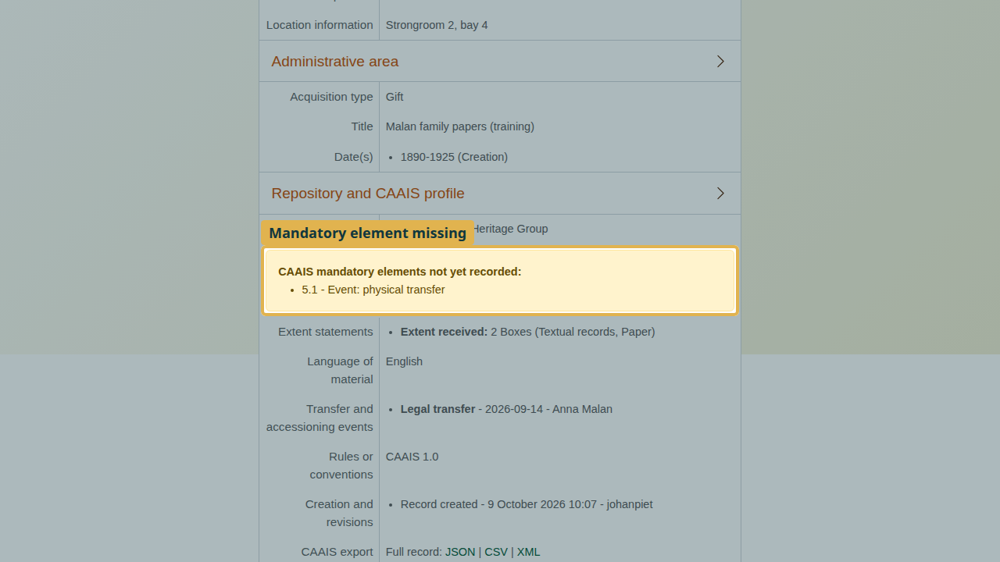 Location information Strongroom 2, bay 4
Administrative area
Acquisition type Gift
Title Malan family papers (training)
Date(s) • 1890-1925 (Creation)
Repository and CAAIS profile
Heritage Group
Mandatory element missing
CAAIS mandatory elements not yet recorded:
• 5.1 - Event: physical transfer
Extent statements • Extent received: 2 Boxes (Textual records, Paper)
Language of English
material
Transfer and • Legal transfer - 2026-09-14 - Anna Malan
accessioning events
Rules or CAAIS 1.0
conventions
Creation and • Record created - 9 October 2026 10:07 - johanpiet
revisions
CAAIS export Full record: JSON | CSV | XML